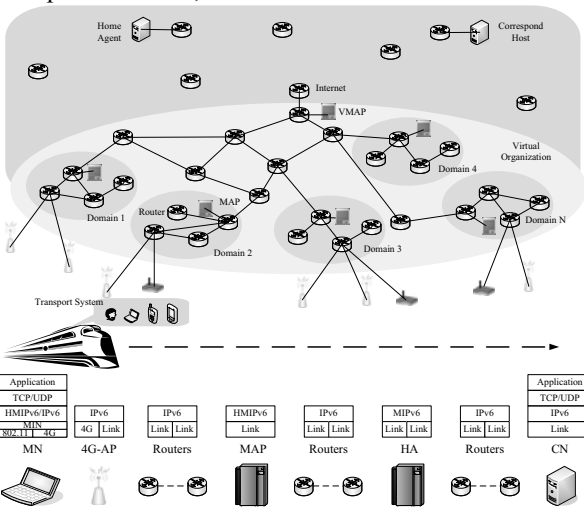 Home
Agent
Correspond
Host
Internet
VMAP
Virtual
Organization
Domain 4
MAP
Router
Domain 1
Domain N
Domain 2
Domain 3
Transport System
Application
TCP/UDP
HMIPv6/IPv6
MIN
802.11 4G
MN
IPv6
4G Link
4G-AP
IPv6
Link Link
Routers
HMIPv6
Link
MAP
IPv6
Link Link
Routers
MIPv6
Link Link
HA
IPv6
Link Link
Routers
Application
TCP/UDP
IPv6
Link
CN